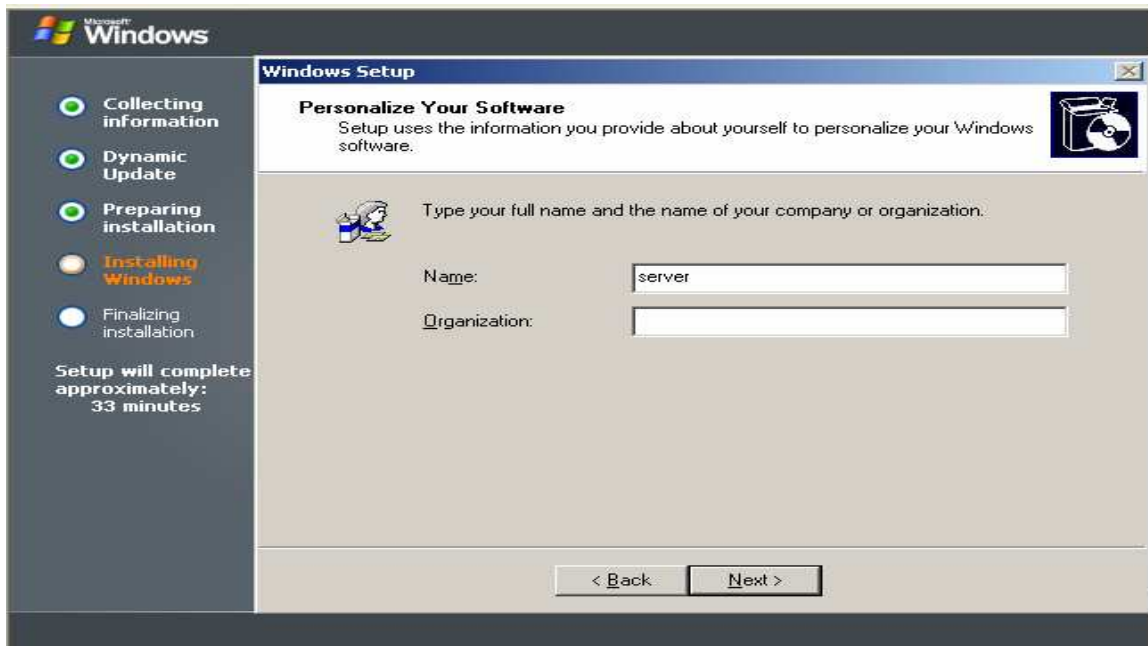 Microsoft
Windows
Collecting
information
Dynamic
Update
Preparing
installation
Installing
Windows
Finalizing
installation
Setup will complete
approximately:
33 minutes
Windows Setup
Personalize Your Software
Setup uses the information you provide about yourself to personalize your Windows
software.
Type your full name and the name of your company or organization.
Name: server
Organization:
< Back Next >